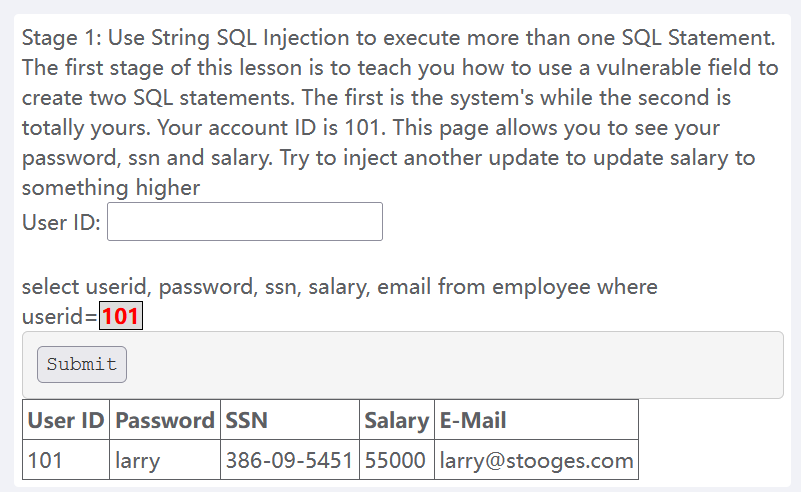 Stage 1: Use String SQL Injection to execute more than one SQL Statement.
The first stage of this lesson is to teach you how to use a vulnerable field to
create two SQL statements. The first is the system's while the second is
totally yours. Your account ID is 101. This page allows you to see your
password, ssn and salary. Try to inject another update to update salary to
something higher
User ID:
select userid, password, ssn, salary, email from employee where
userid=101
Submit
User ID Password SSN Salary E-Mail
101 larry 386-09-5451 55000 larry@stooges.com